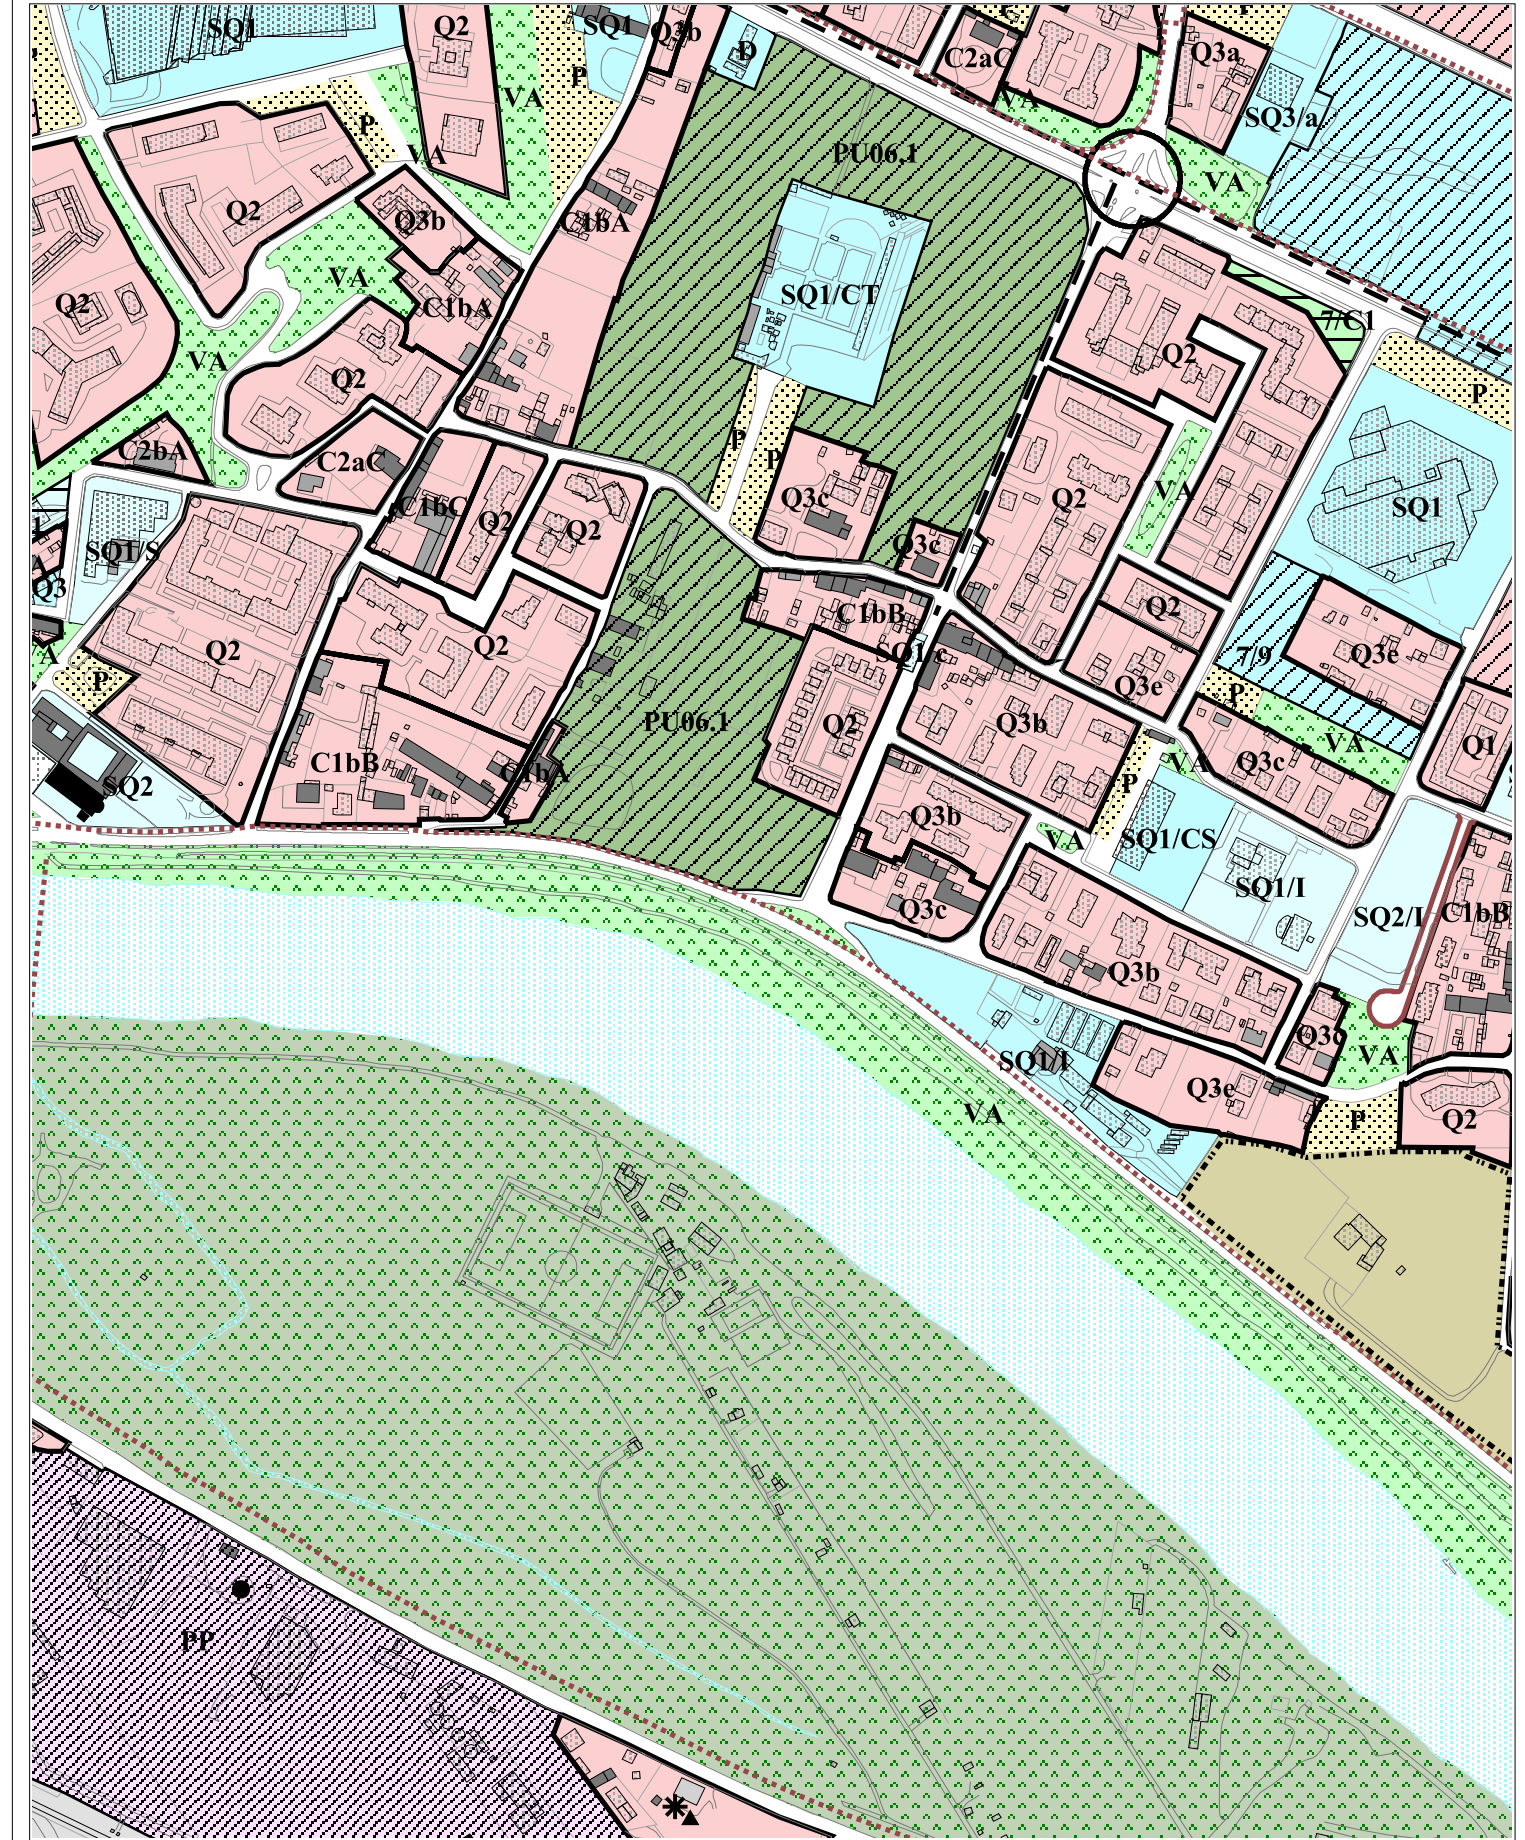 SQ1
Q2
SQ1
Q3b
D
C2aC
P
Q3a
P
VA
P
VA
SQ3/a
P
VA
PU06.1
VA
Q2
Q3b
C1bA
1
VA
SQ1/CT
Q2
C1bA
7/C1
VA
Q2
Q2
P
C2bA
C2aC
P
P
Q3c
Q2
VA
SQ1
C1bC
Q2
Q2
SQ1/S
Q3c
Q3
Q2
Q2
C1bB
Q2
SQ1/c
7/9
Q3e
A
P
Q3e
P
PU06.1
Q2
Q3b
VA
Q1
C1bB
C1bA
VA
Q3c
SQ2
P
Q3b
VA
SQ1/CS
SQ1/I
Q3c
SQ2/I
C1bB
Q3b
Q3c
SQ1/I
VA
Q3e
VA
P
Q2
PP